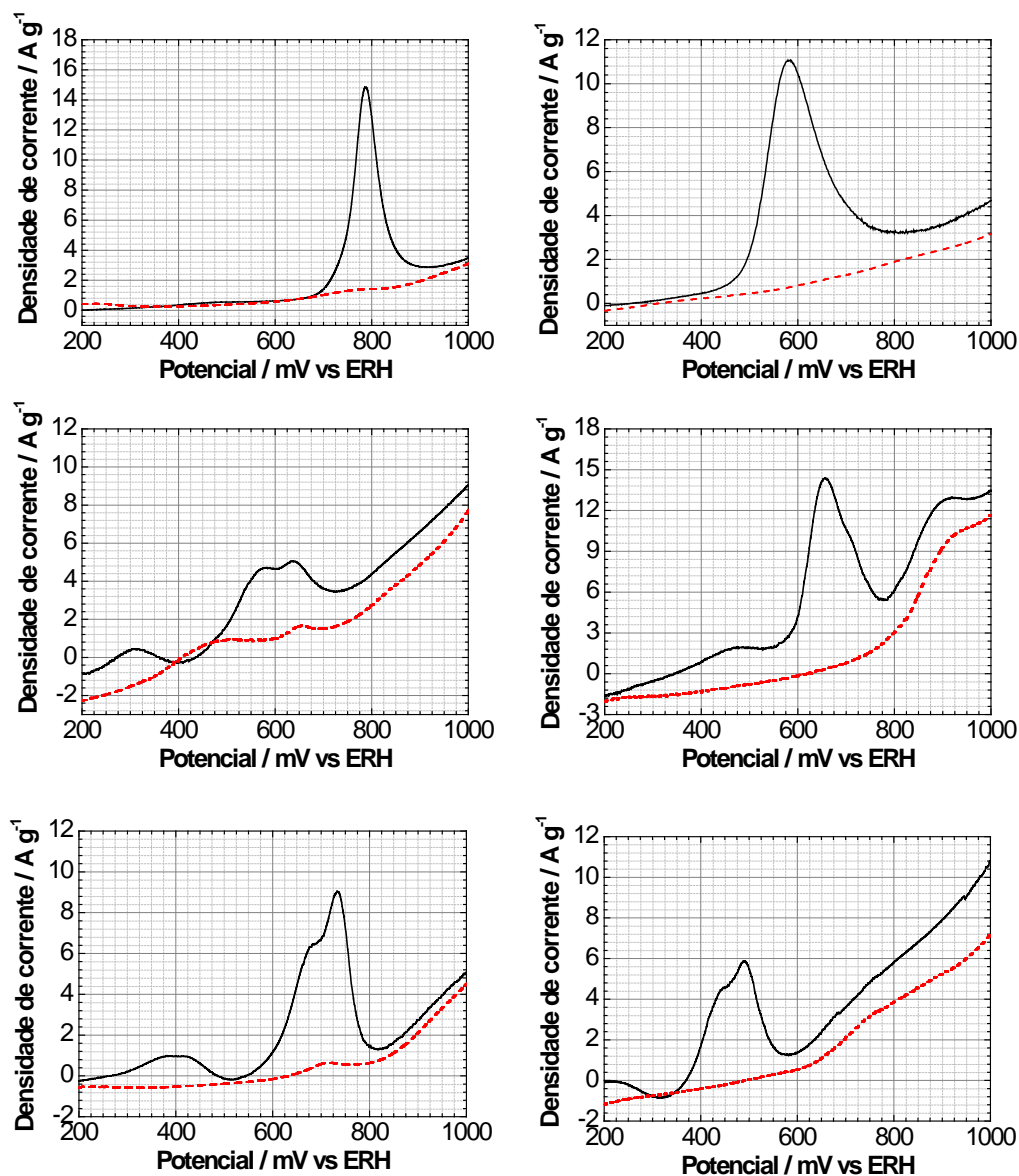 Densidade de corrente / A g⁻¹
18
16
14
12
10
8
6
4
2
0
200 400 600 800 1000
Potencial / mV vs ERH
Densidade de corrente / A g⁻¹
12
10
8
6
4
2
0
200 400 600 800 1000
Potencial / mV vs ERH
Densidade de corrente / A g⁻¹
12
10
8
6
4
2
0
-2
200 400 600 800 1000
Potencial / mV vs ERH
Densidade de corrente / A g⁻¹
18
15
12
9
6
3
0
-3
200 400 600 800 1000
Potencial / mV vs ERH
Densidade de corrente / A g⁻¹
12
10
8
6
4
2
0
-2
200 400 600 800 1000
Potencial / mV vs ERH
Densidade de corrente / A g⁻¹
12
10
8
6
4
2
0
-2
200 400 600 800 1000
Potencial / mV vs ERH